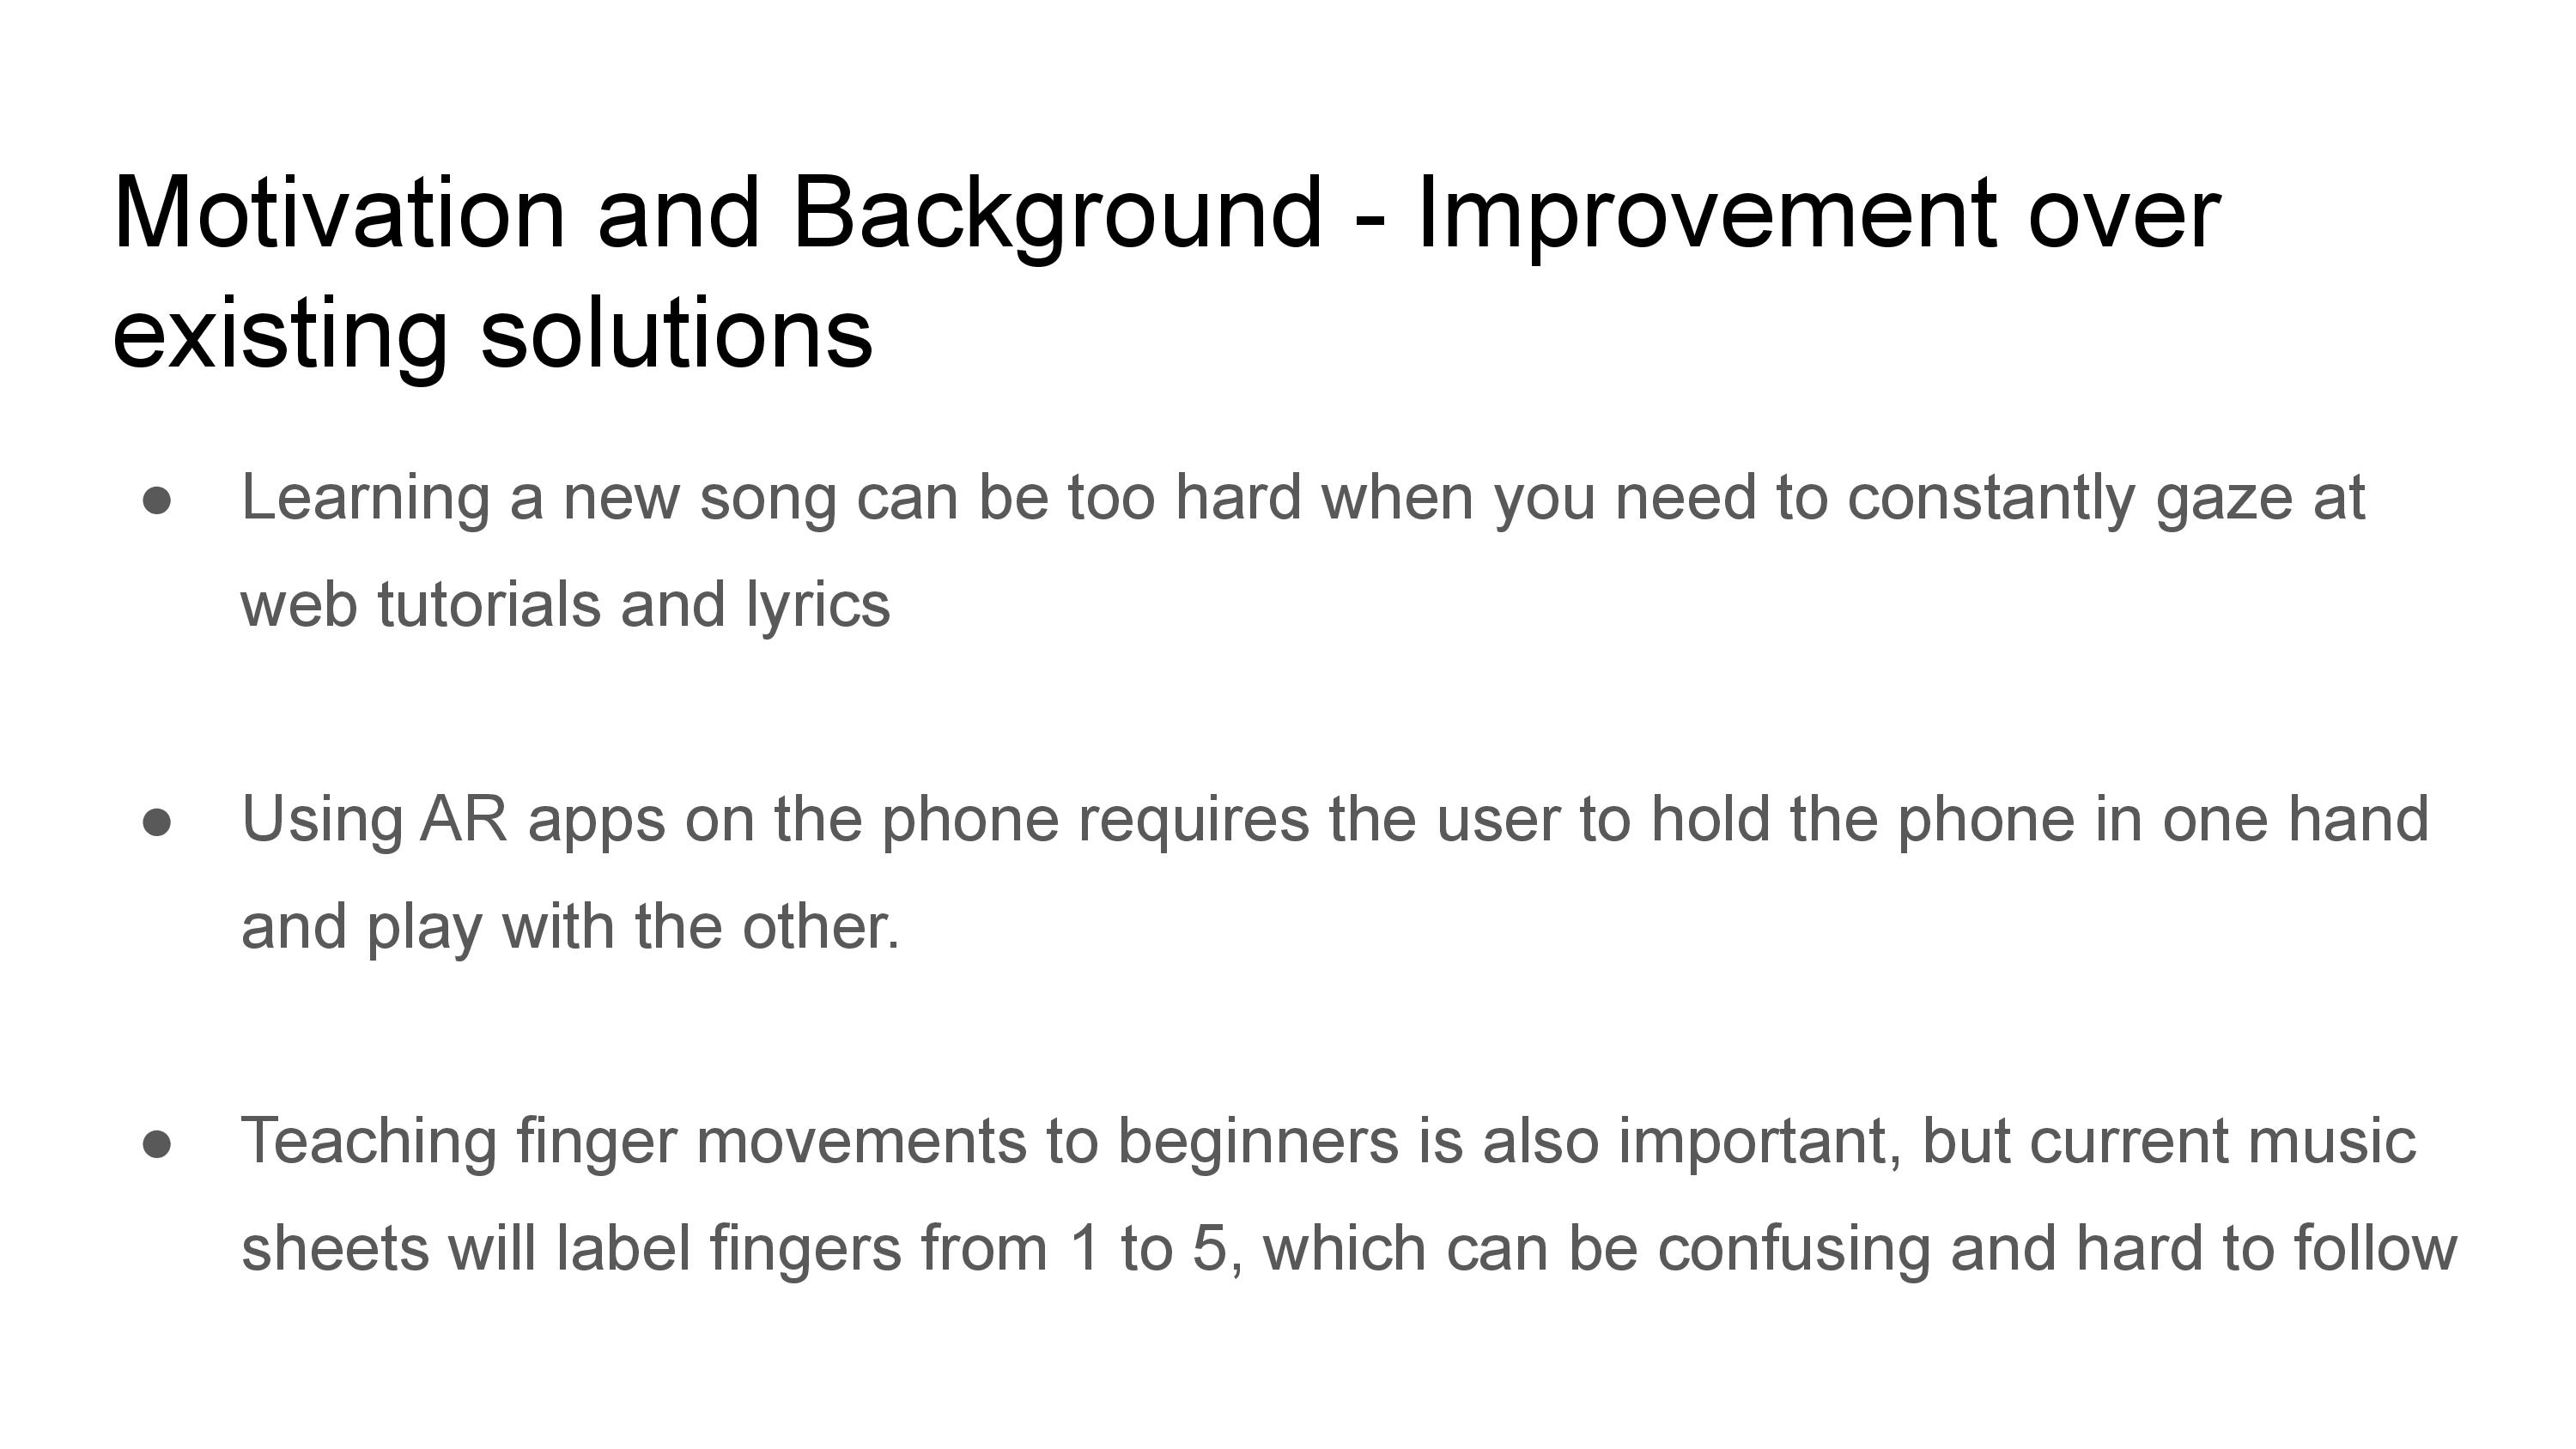 Motivation and Background - Improvement over
existing solutions
● Learning a new song can be too hard when you need to constantly gaze at
web tutorials and lyrics
● Using AR apps on the phone requires the user to hold the phone in one hand
and play with the other.
● Teaching finger movements to beginners is also important, but current music
sheets will label fingers from 1 to 5, which can be confusing and hard to follow